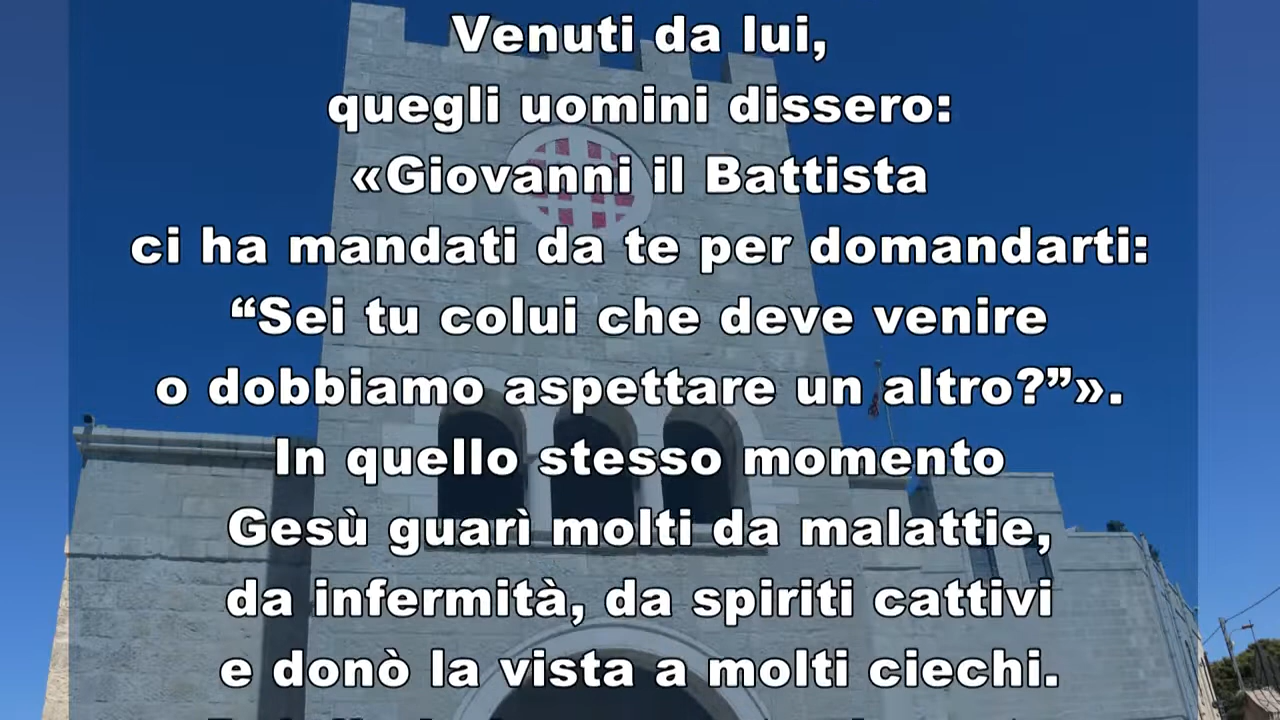 Venuti da lui,
quegli uomini dissero:
«Giovanni il Battista
ci ha mandati da te per domandarti:
“Sei tu colui che deve venire
o dobbiamo aspettare un altro?”».
In quello stesso momento
Gesù guarì molti da malattie,
da infermità, da spiriti cattivi
e donò la vista a molti ciechi.